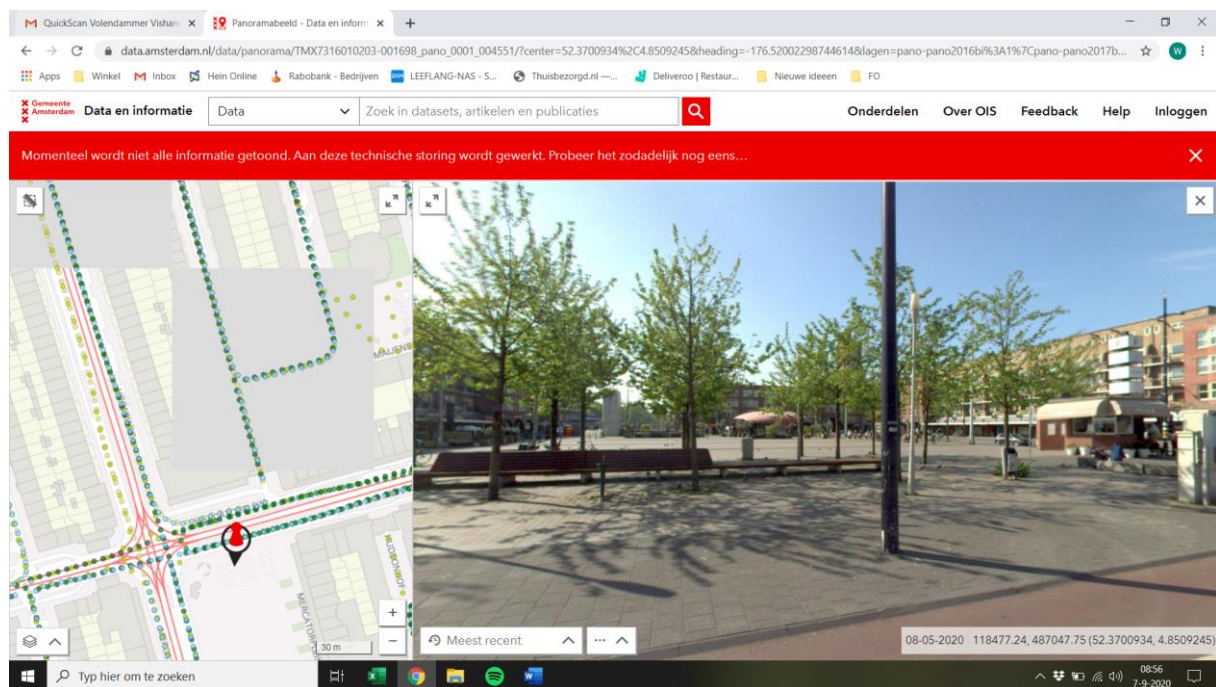 QuickScan Volendammer Vishan
Panoramabeeld - Data en inform
data.amsterdam.nl/data/panorama/TMX7316010203-001698_pano_0001_004551/?center=52.3700934%2C4.8509245&heading=-176.52002298744614&lagen=pano-pano2016bi%3A1%7Cpano-pano2017b...
W
Apps
Winkel
Inbox
Hein Online
Rabobank - Bedrijven
LEEFLANG-NAS - S...
Thuisbezorgd.nl —...
Deliveroo | Restaur...
Nieuwe ideeen
FO
Gemeente
Amsterdam
Data en informatie
Data
Zoek in datasets, artikelen en publicaties
Onderdelen
Over OIS
Feedback
Help
Inloggen
Momenteel wordt niet alle informatie getoond. Aan deze technische storing wordt gewerkt. Probeer het zodadelijk nog eens...
HUDSONHOF
MERCATORPLEIN
30 m
Meest recent
08-05-2020 118477.24, 487047.75 (52.3700934, 4.8509245)
Typ hier om te zoeken
08:56
7-9-2020